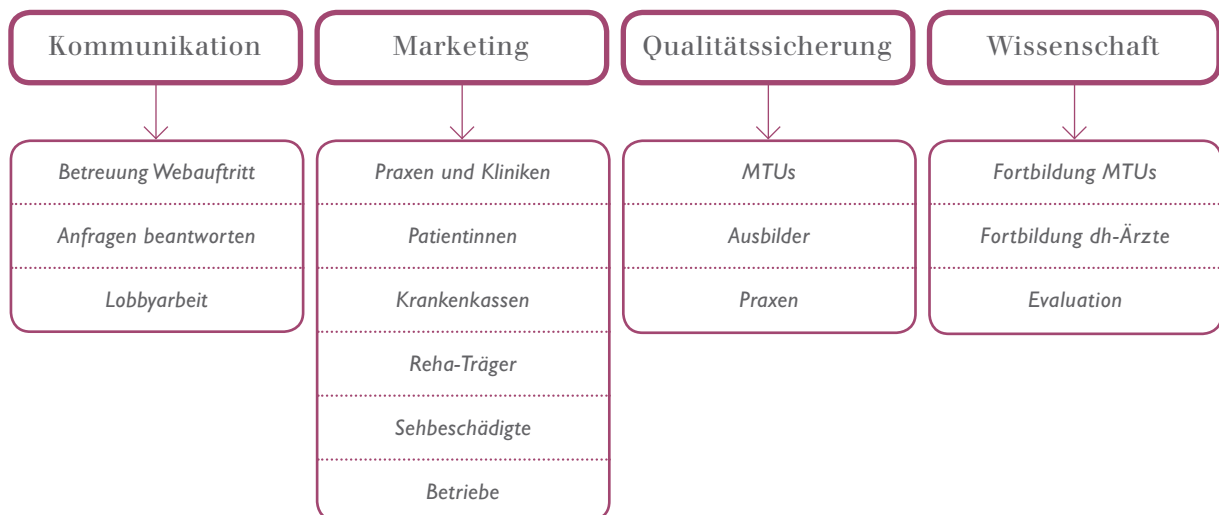 Kommunikation
Betreuung Webauftritt
Anfragen beantworten
Lobbyarbeit
Marketing
Praxen und Kliniken
Patientinnen
Krankenkassen
Reha-Träger
Sehbeschädigte
Betriebe
Qualitätssicherung
MTUs
Ausbilder
Praxen
Wissenschaft
Fortbildung MTUs
Fortbildung dh-Ärzte
Evaluation